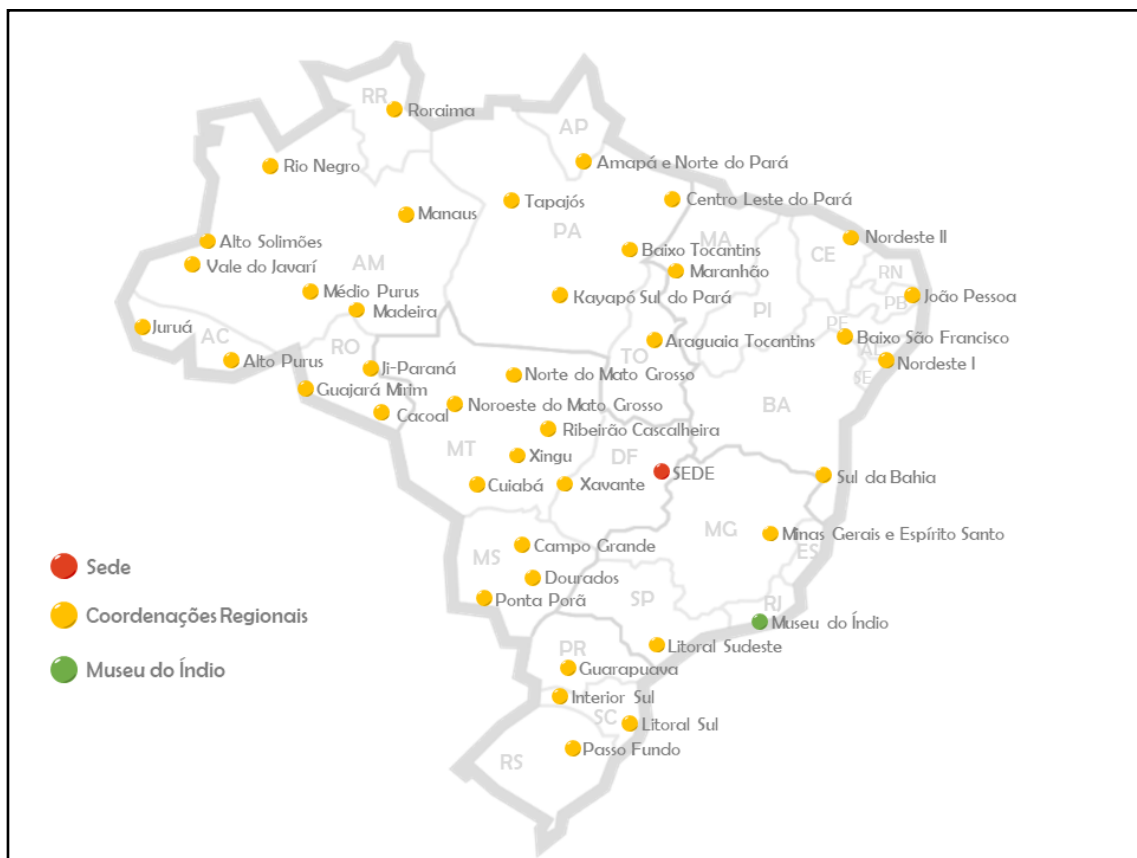 RR
Roraima
AP
Amapá e Norte do Pará
Rio Negro
Tapajós
Centro Leste do Pará
Manaus
PA
Alto Solimões
Nordeste II
MA
CE
Baixo Tocantins
Vale do Javarí
AM
Maranhão
RN
Médio Purus
Kayapó Sul do Pará
João Pessoa
PI
PB
Madeira
Juruá
AC
PE
Baixo São Francisco
RO
Araguaia Tocantins
AL
TO
Alto Purus
Nordeste I
Ji-Paraná
Norte do Mato Grosso
SE
Guajará Mirim
Noroeste do Mato Grosso
BA
Cacoal
Ribeirão Cascalheira
MT
Xingu
DF
SEDE
Cuiabá
Xavante
Sul da Bahia
MG
Minas Gerais e Espírito Santo
Campo Grande
MS
ES
Sede
Dourados
Ponta Porã
SP
RJ
Coordenações Regionais
Museu do Índio
PR
Litoral Sudeste
Museu do Índio
Guarapuava
Interior Sul
SC
Litoral Sul
Passo Fundo
RS